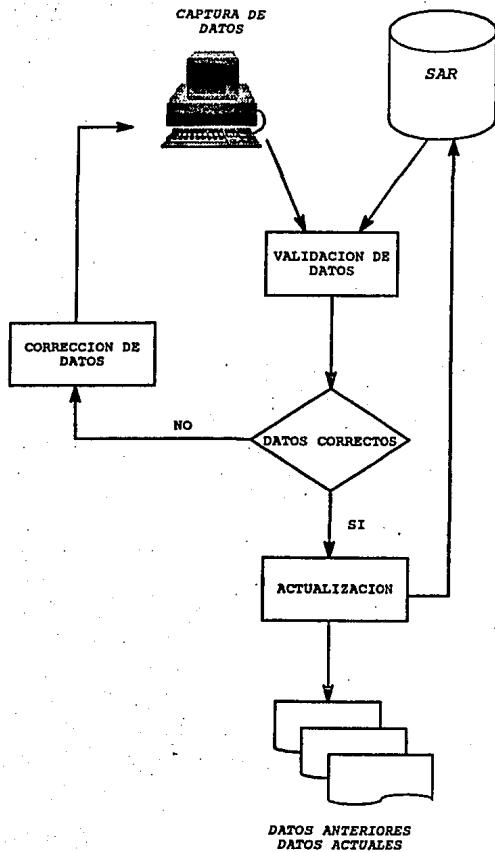 CAPTURA DE
DATOS
SAR
VALIDACION DE
DATOS
CORRECCION DE
DATOS
NO
DATOS CORRECTOS
SI
ACTUALIZACION
DATOS ANTERIORES
DATOS ACTUALES